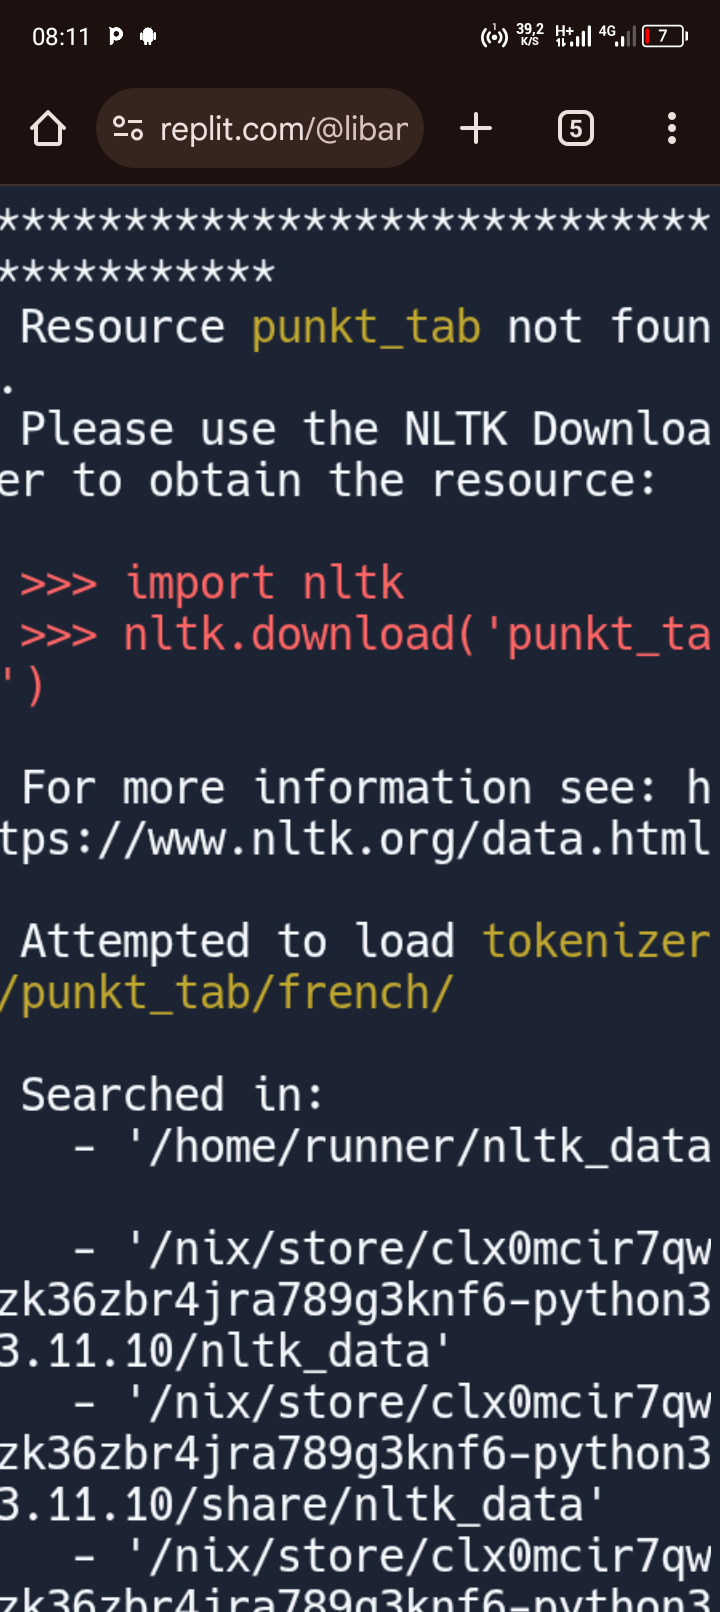 08:11
1
39,2
K/S
H+
4G
7
replit.com/@libar
5
****************************
***********
Resource punkt_tab not foun
.
Please use the NLTK Downloa
er to obtain the resource:
>>> import nltk
>>> nltk.download('punkt_ta
')
For more information see: h
tps://www.nltk.org/data.html
Attempted to load tokenizer
/punkt_tab/french/
Searched in:
- '/home/runner/nltk_data
- '/nix/store/clx0mcir7qw
zk36zbr4jra789g3knf6-python3
3.11.10/nltk_data'
- '/nix/store/clx0mcir7qw
zk36zbr4jra789g3knf6-python3
3.11.10/share/nltk_data'
- '/nix/store/clx0mcir7qw
zk36zbr4jra789g3knf6-python3